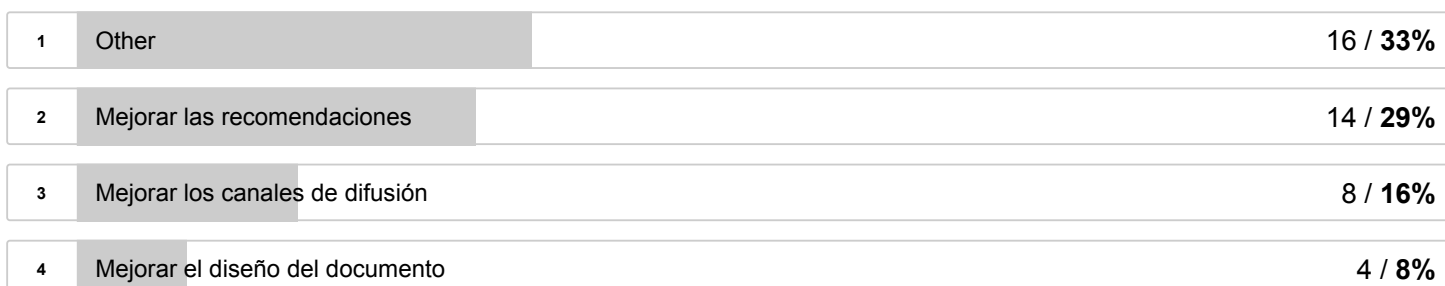 1 Other 16 / 33%
2 Mejorar las recomendaciones 14 / 29%
3 Mejorar los canales de difusión 8 / 16%
4 Mejorar el diseño del documento 4 / 8%